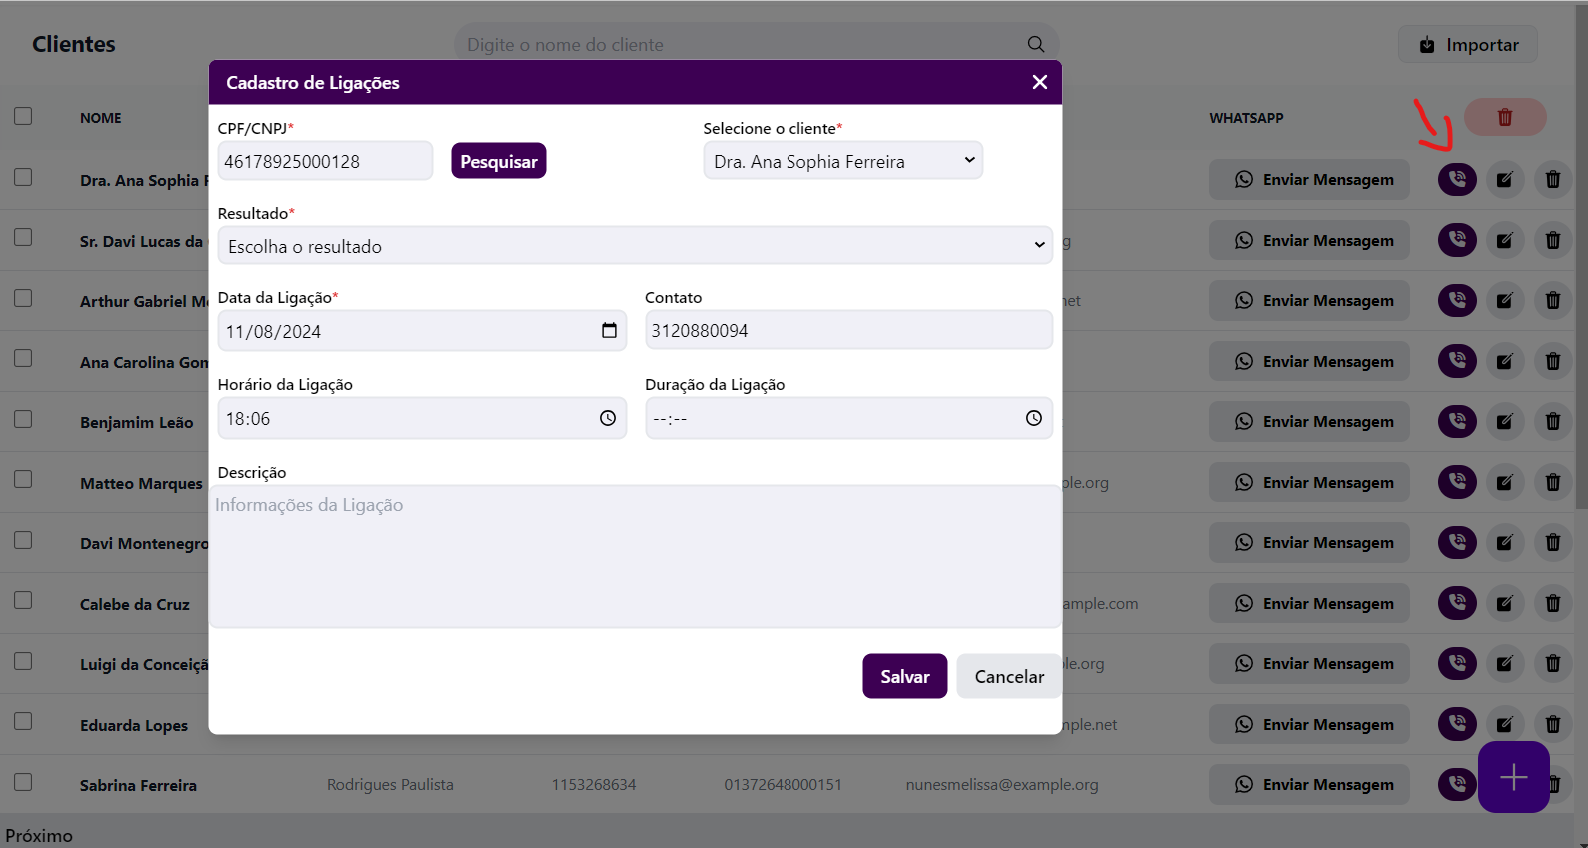 Clientes
Digite o nome do cliente
Importar
Cadastro de Ligações
NOME
WHATSAPP
CPF/CNPJ*
Selecione o cliente*
46178925000128
Pesquisar
Dra. Ana Sophia Ferreira
Dra. Ana Sophia
Enviar Mensagem
Resultado*
Escolha o resultado
Sr. Davi Lucas da
g
Enviar Mensagem
Data da Ligação*
Contato
Arthur Gabriel
net
Enviar Mensagem
11/08/2024
3120880094
Ana Carolina
Enviar Mensagem
Horário da Ligação
Duração da Ligação
18:06
--:--
Benjamim Leão
Enviar Mensagem
Descrição
Informações da Ligação
Matteo Marques
ple.org
Enviar Mensagem
Davi Montenegro
Enviar Mensagem
Calebe da Cruz
ample.com
Enviar Mensagem
Luigi da
le.org
Enviar Mensagem
Salvar
Cancelar
Eduarda Lopes
mple.net
Enviar Mensagem
Sabrina Ferreira
Rodrigues Paulista
1153268634
01372648000151
nunesmelissa@example.org
Enviar Mensagem
Próximo